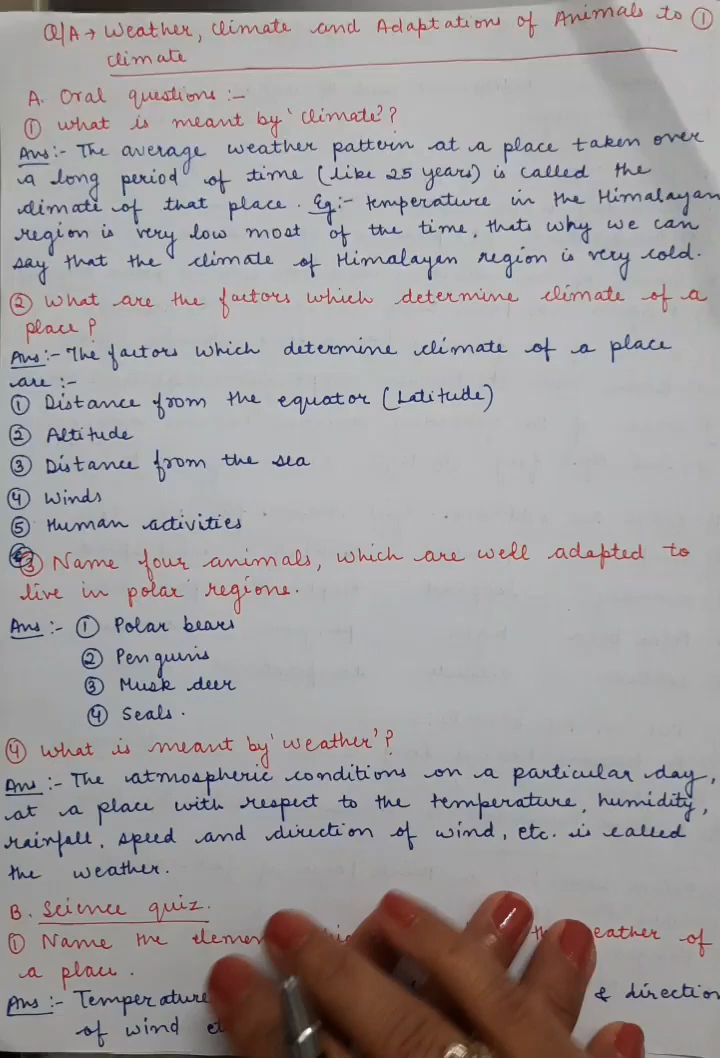 Q/A → Weather, climate and Adaptations of Animals to ①
climate
A. Oral questions :-
① What is meant by 'climate'?
Ans :- The average weather pattern at a place taken over
a long period of time (like 25 years) is called the
climate of that place. Eg :- temperature in the Himalayan
region is very low most of the time, thats why we can
say that the climate of Himalayan region is very cold.
② What are the factors which determine climate of a
place?
Ans :- The factors which determine climate of a place
are :-
① Distance from the equator (Latitude)
② Altitude
③ Distance from the sea
④ Winds
⑤ Human activities
③ Name four animals, which are well adapted to
live in polar regions.
Ans :- ① Polar bears
② Penguins
③ Musk deer
④ Seals.
④ What is meant by 'weather'?
Ans :- The atmospheric conditions on a particular day,
at a place with respect to the temperature, humidity,
rainfall, speed and direction of wind, etc. is called
the weather.
B. Science quiz.
① Name the eather of
a place.
Ans :- Temperature & direction
of wind